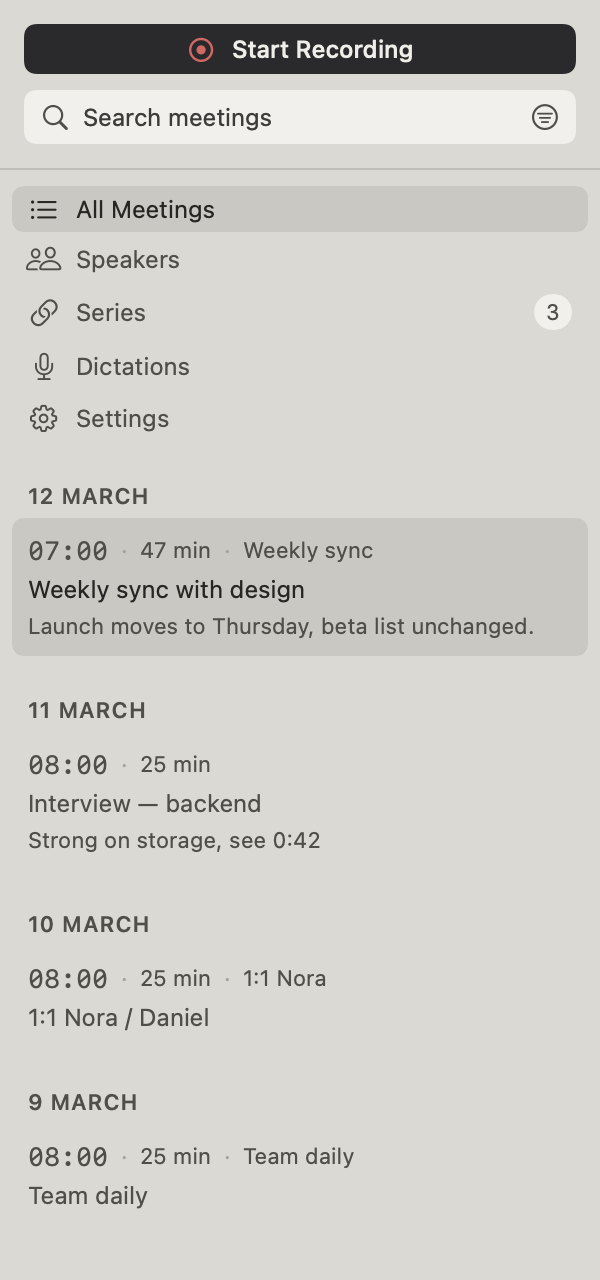 Start Recording
Search meetings
All Meetings
Speakers
Series
3
Dictations
Settings
12 MARCH
07:00 · 47 min · Weekly sync
Weekly sync with design
Launch moves to Thursday, beta list unchanged.
11 MARCH
08:00 · 25 min
Interview — backend
Strong on storage, see 0:42
10 MARCH
08:00 · 25 min · 1:1 Nora
1:1 Nora / Daniel
9 MARCH
08:00 · 25 min · Team daily
Team daily